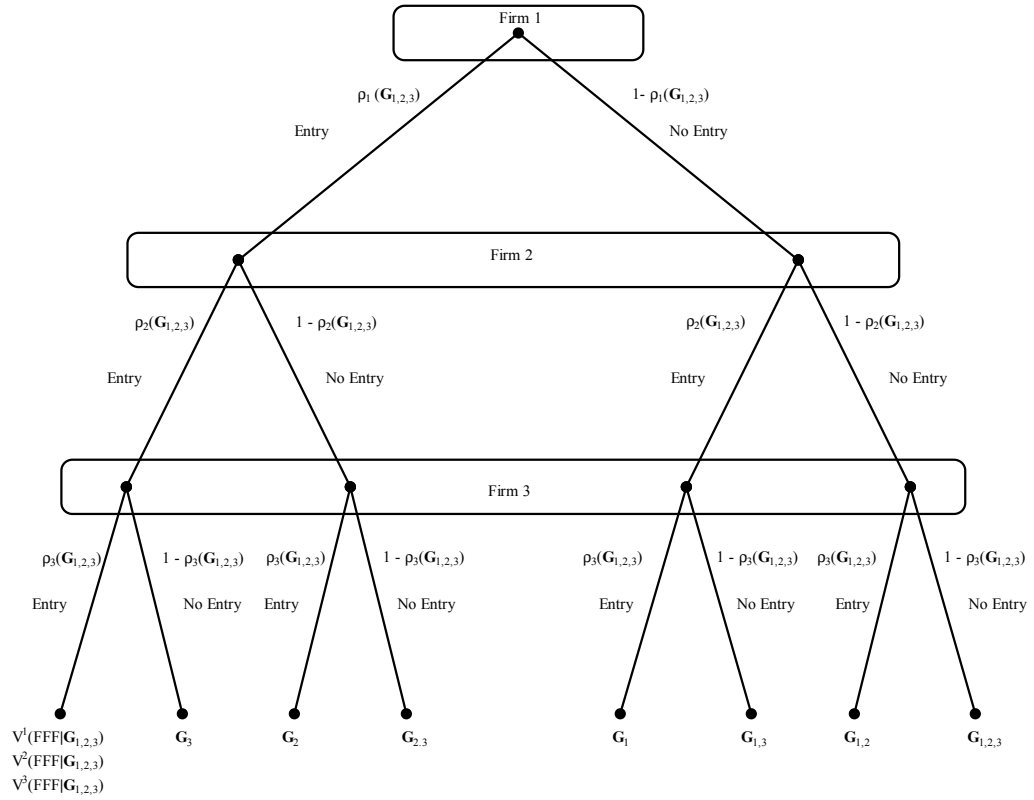 Firm 1
ρ₁ (G₁,₂,₃)
1- ρ₁(G₁,₂,₃)
Entry
No Entry
Firm 2
ρ₂(G₁,₂,₃)
1 - ρ₂(G₁,₂,₃)
ρ₂(G₁,₂,₃)
1 - ρ₂(G₁,₂,₃)
Entry
No Entry
Entry
No Entry
Firm 3
ρ₃(G₁,₂,₃)
1 - ρ₃(G₁,₂,₃)
ρ₃(G₁,₂,₃)
1 - ρ₃(G₁,₂,₃)
ρ₃(G₁,₂,₃)
1 - ρ₃(G₁,₂,₃)
ρ₃(G₁,₂,₃)
1 - ρ₃(G₁,₂,₃)
Entry
No Entry
Entry
No Entry
Entry
No Entry
Entry
No Entry
V¹(FFF|G₁,₂,₃)
V²(FFF|G₁,₂,₃)
V³(FFF|G₁,₂,₃)
G₃
G₂
G₂.₃
G₁
G₁,₃
G₁,₂
G₁,₂,₃